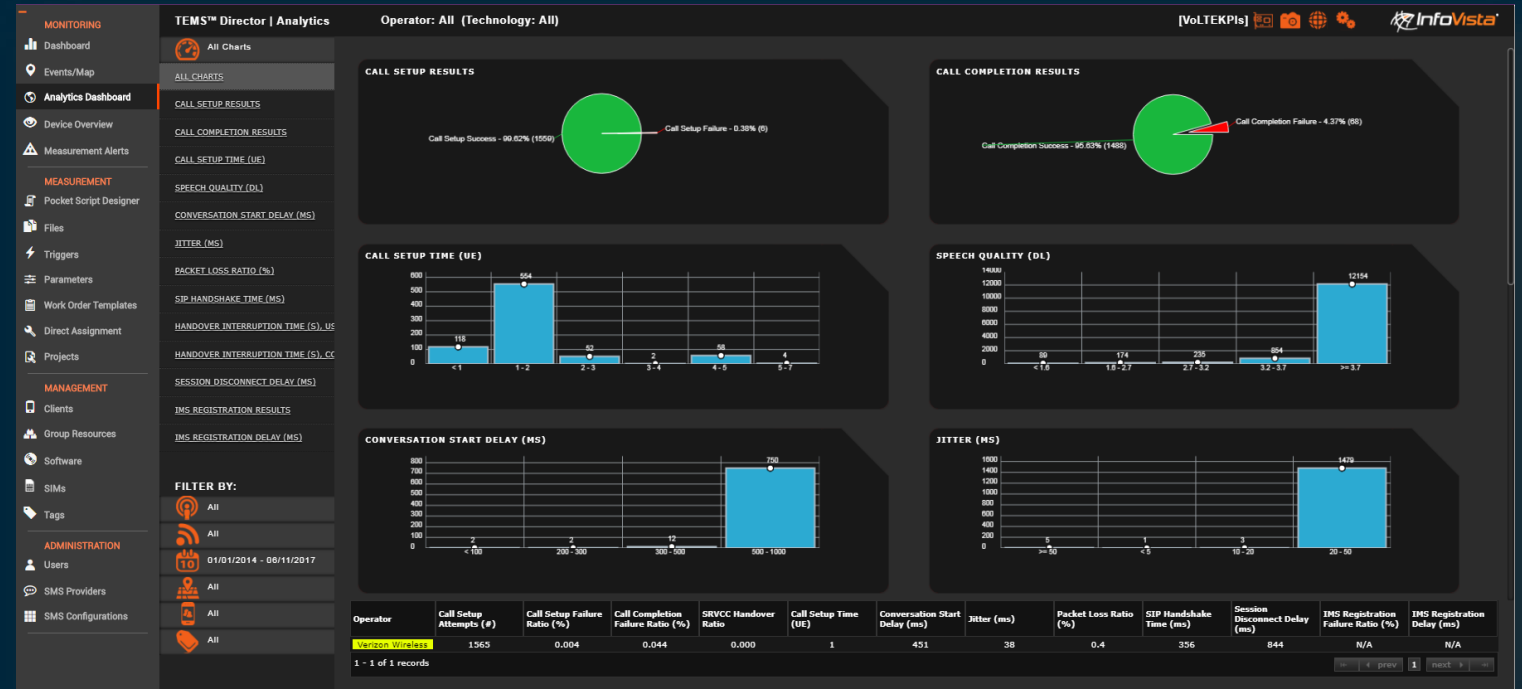 MONITORING
Dashboard
Events/Map
Analytics Dashboard
Device Overview
Measurement Alerts
MEASUREMENT
Pocket Script Designer
Files
Triggers
Parameters
Work Order Templates
Direct Assignment
Projects
MANAGEMENT
Clients
Group Resources
Software
SIMs
Tags
ADMINISTRATION
Users
SMS Providers
SMS Configurations
TEMS™ Director | Analytics
Operator: All (Technology: All)
[VoLTEKPIs]
InfoVista
All Charts
ALL CHARTS
CALL SETUP RESULTS
CALL COMPLETION RESULTS
CALL SETUP TIME (UE)
SPEECH QUALITY (DL)
CONVERSATION START DELAY (MS)
JITTER (MS)
PACKET LOSS RATIO (%)
SIP HANDSHAKE TIME (MS)
HANDOVER INTERRUPTION TIME (S), US
HANDOVER INTERRUPTION TIME (S), CO
SESSION DISCONNECT DELAY (MS)
IMS REGISTRATION RESULTS
IMS REGISTRATION DELAY (MS)
FILTER BY:
All
All
10 01/01/2014 - 06/11/2017
All
All
All
CALL SETUP RESULTS
Call Setup Success - 99.62% (1559)
Call Setup Failure - 0.38% (6)
CALL COMPLETION RESULTS
Call Completion Success - 95.63% (1488)
Call Completion Failure - 4.37% (68)
CALL SETUP TIME (UE)
600
500
400
300
200
100
0
118
554
52
2
58
4
< 1 1 - 2 2 - 3 3 - 4 4 - 5 5 - 7
SPEECH QUALITY (DL)
14000
12000
10000
8000
6000
4000
2000
0
89
174
235
854
12154
< 1.6 1.6 - 2.7 2.7 - 3.2 3.2 - 3.7 >= 3.7
CONVERSATION START DELAY (MS)
800
700
600
500
400
300
200
100
0
2
2
12
750
< 100 200 - 300 300 - 500 500 - 1000
JITTER (MS)
1600
1400
1200
1000
800
600
400
200
0
5
1
3
1479
>= 50 < 5 10 - 20 20 - 50
Operator Call Setup Attempts (#) Call Setup Failure Ratio (%) Call Completion Failure Ratio (%) SRVCC Handover Ratio Call Setup Time (UE) Conversation Start Delay (ms) Jitter (ms) Packet Loss Ratio (%) SIP Handshake Time (ms) Session Disconnect Delay (ms) IMS Registration Failure Ratio (%) IMS Registration Delay (ms)
Verizon Wireless 1565 0.004 0.044 0.000 1 451 38 0.4 356 844 N/A N/A
1 - 1 of 1 records
prev 1 next